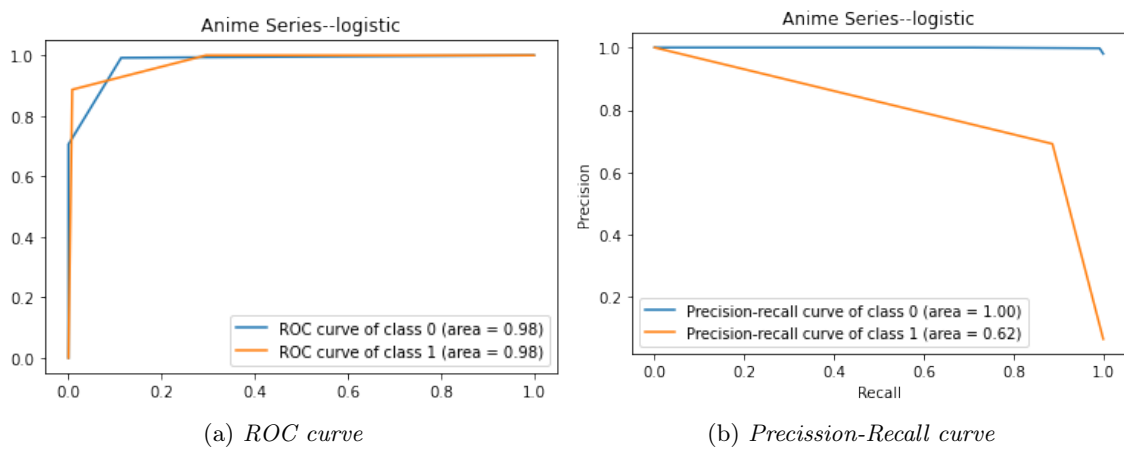 Anime Series--logistic
1.0
0.8
0.6
0.4
0.2
0.0
ROC curve of class 0 (area = 0.98)
ROC curve of class 1 (area = 0.98)
0.0 0.2 0.4 0.6 0.8 1.0
(a) ROC curve
Anime Series--logistic
1.0
0.8
0.6
0.4
0.2
Precision
Precision-recall curve of class 0 (area = 1.00)
Precision-recall curve of class 1 (area = 0.62)
0.0 0.2 0.4 0.6 0.8 1.0
Recall
(b) Precission-Recall curve